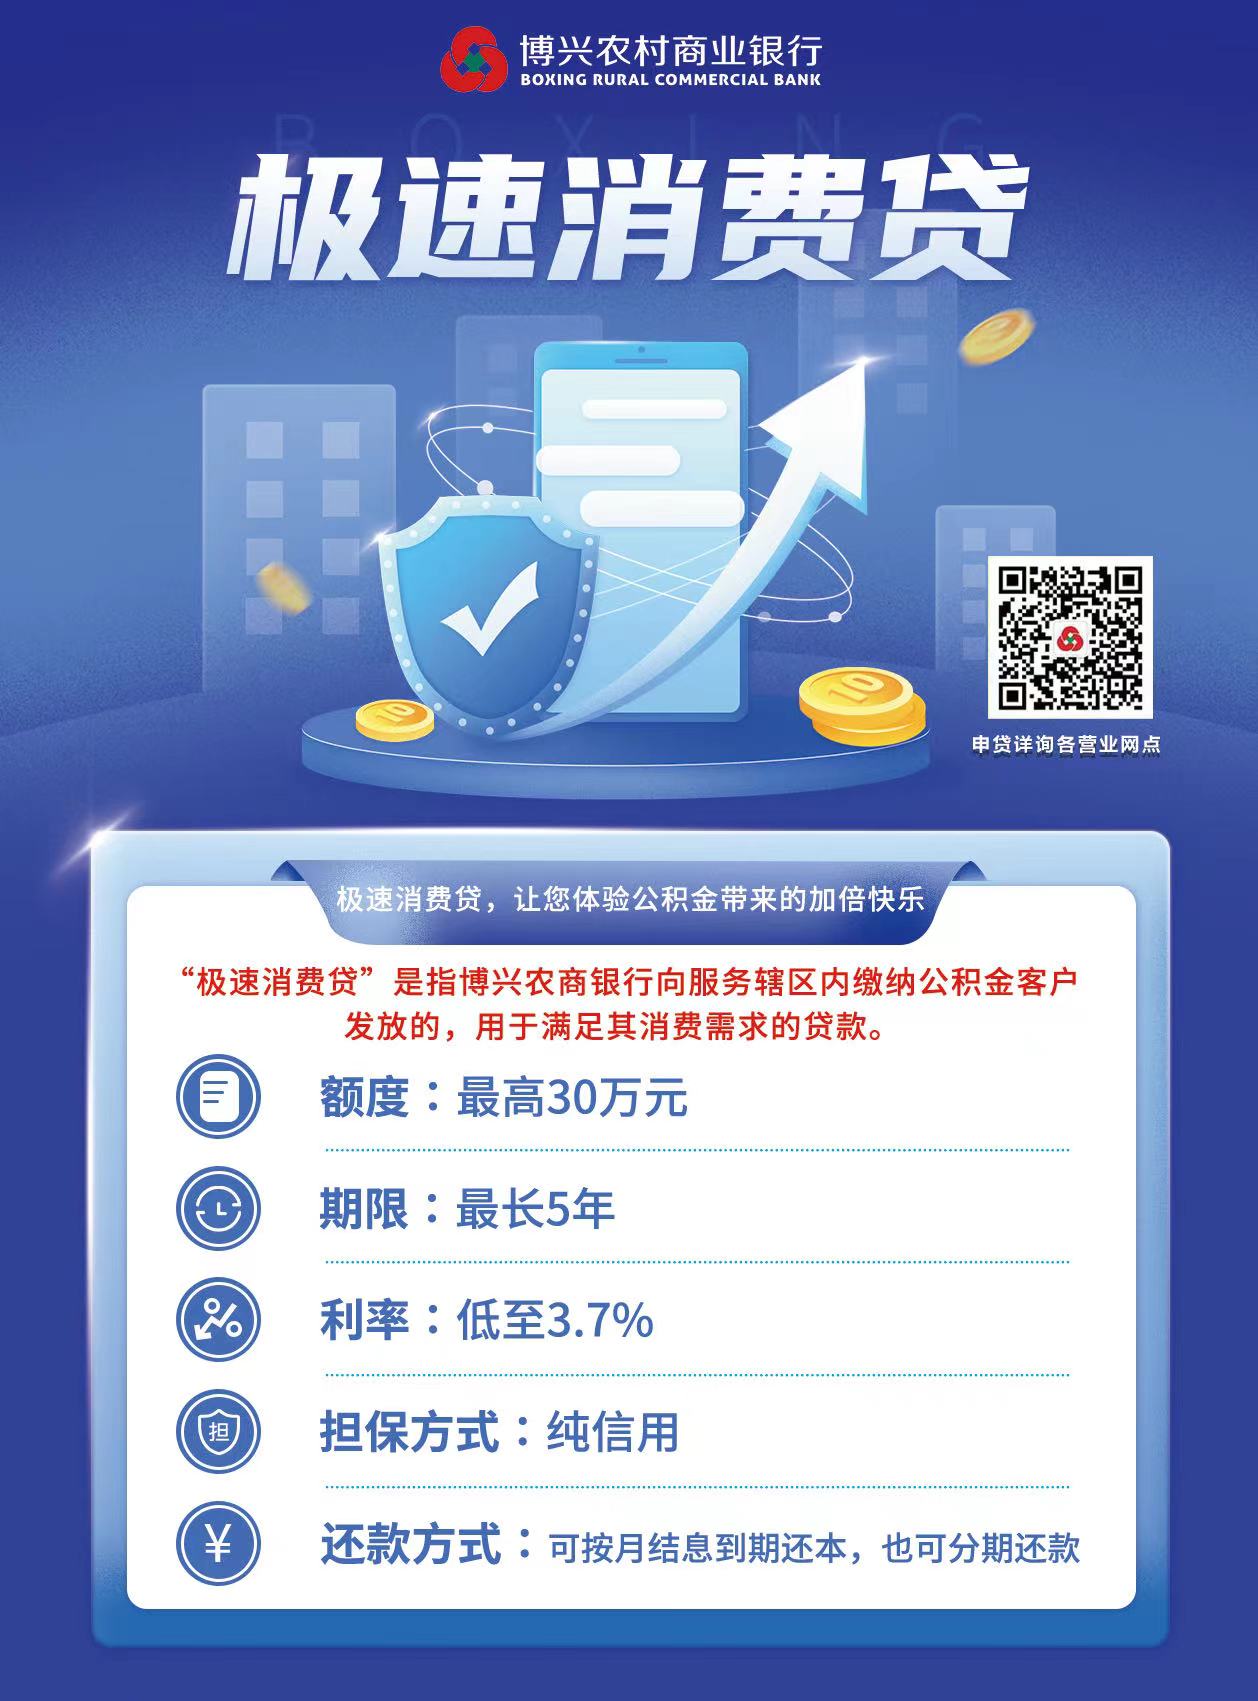 博兴农村商业银行
BOXING RURAL COMMERCIAL BANK
BOXING
极速消费贷
10
10
申贷详询各营业网点
极速消费贷，让您体验公积金带来的加倍快乐
“极速消费贷”是指博兴农商银行向服务辖区内缴纳公积金客户
发放的，用于满足其消费需求的贷款。
额度：最高30万元
期限：最长5年
利率：低至3.7%
担
担保方式：纯信用
¥
还款方式：可按月结息到期还本，也可分期还款